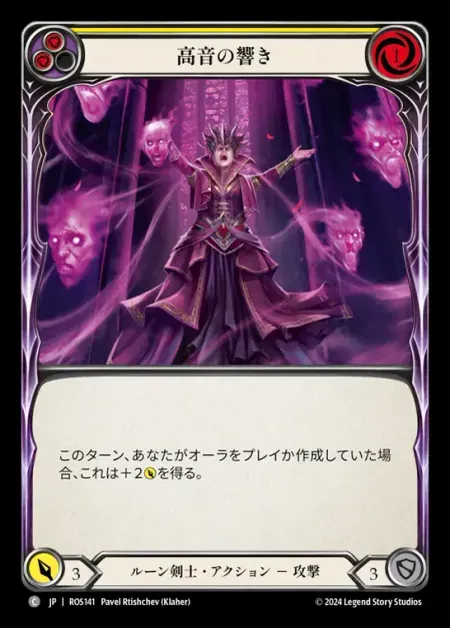 1
高音の響き
このターン、あなたがオーラをプレイか作成していた場
合、これは+2を得る。
3
ルーン剣士・アクション － 攻撃
3
C JP | ROS141 Pavel Rtishchev (Klaher)
© 2024 Legend Story Studios